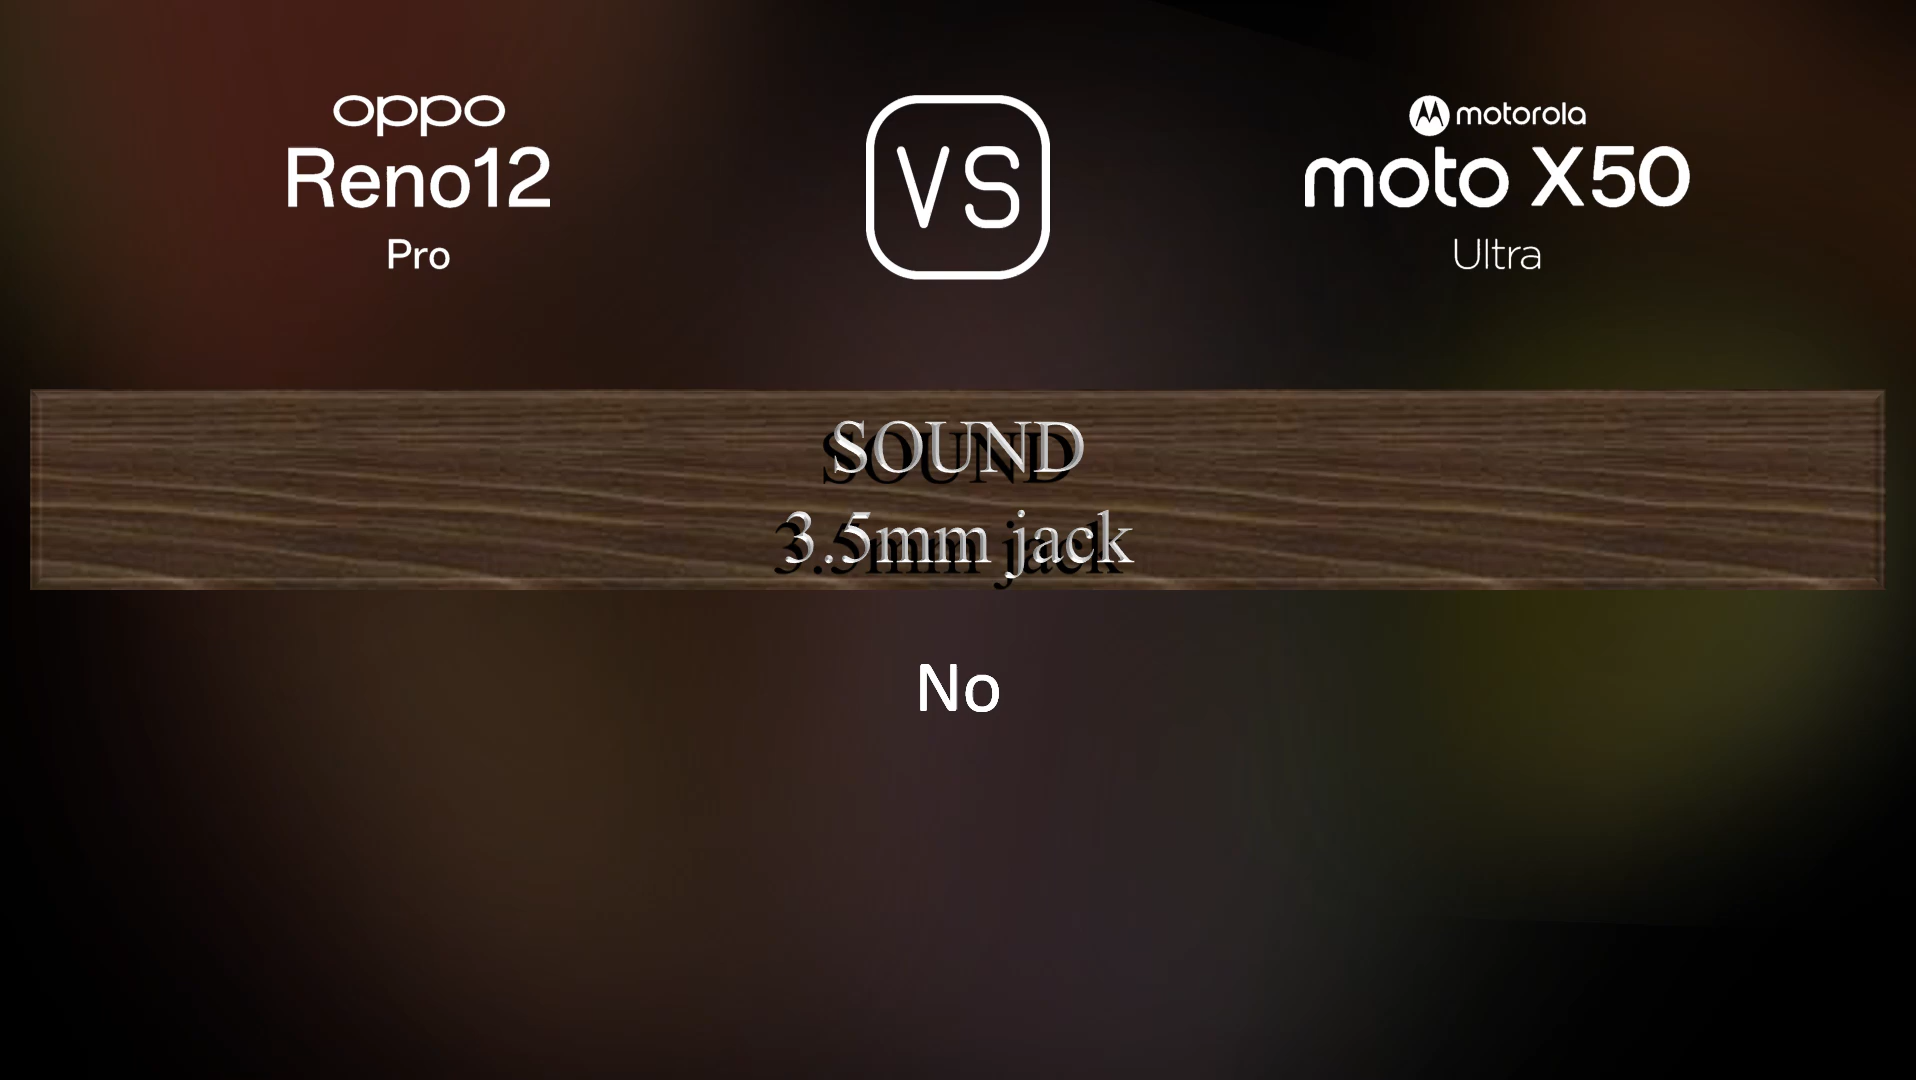 oppo
Reno12
Pro
VS
motorola
moto X50
Ultra
SOUND
3.5mm jack
No